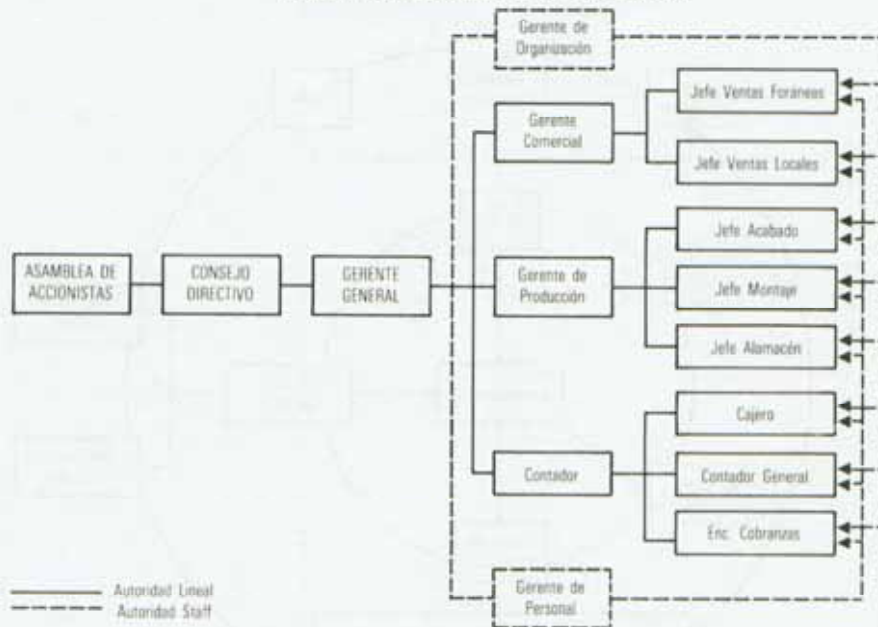 Gerente de
Organización
Jefe Ventas Foráneas
Gerente
Comercial
Jefe Ventas Locales
Jefe Acabado
ASAMBLEA DE
ACCIONISTAS
CONSEJO
DIRECTIVO
GERENTE
GENERAL
Gerente de
Producción
Jefe Montaje
Jefe Alamacén
Cajero
Contador
Contador General
Enc. Cobranzas
Gerente de
Personal
Autoridad Lineal
Autoridad Staff